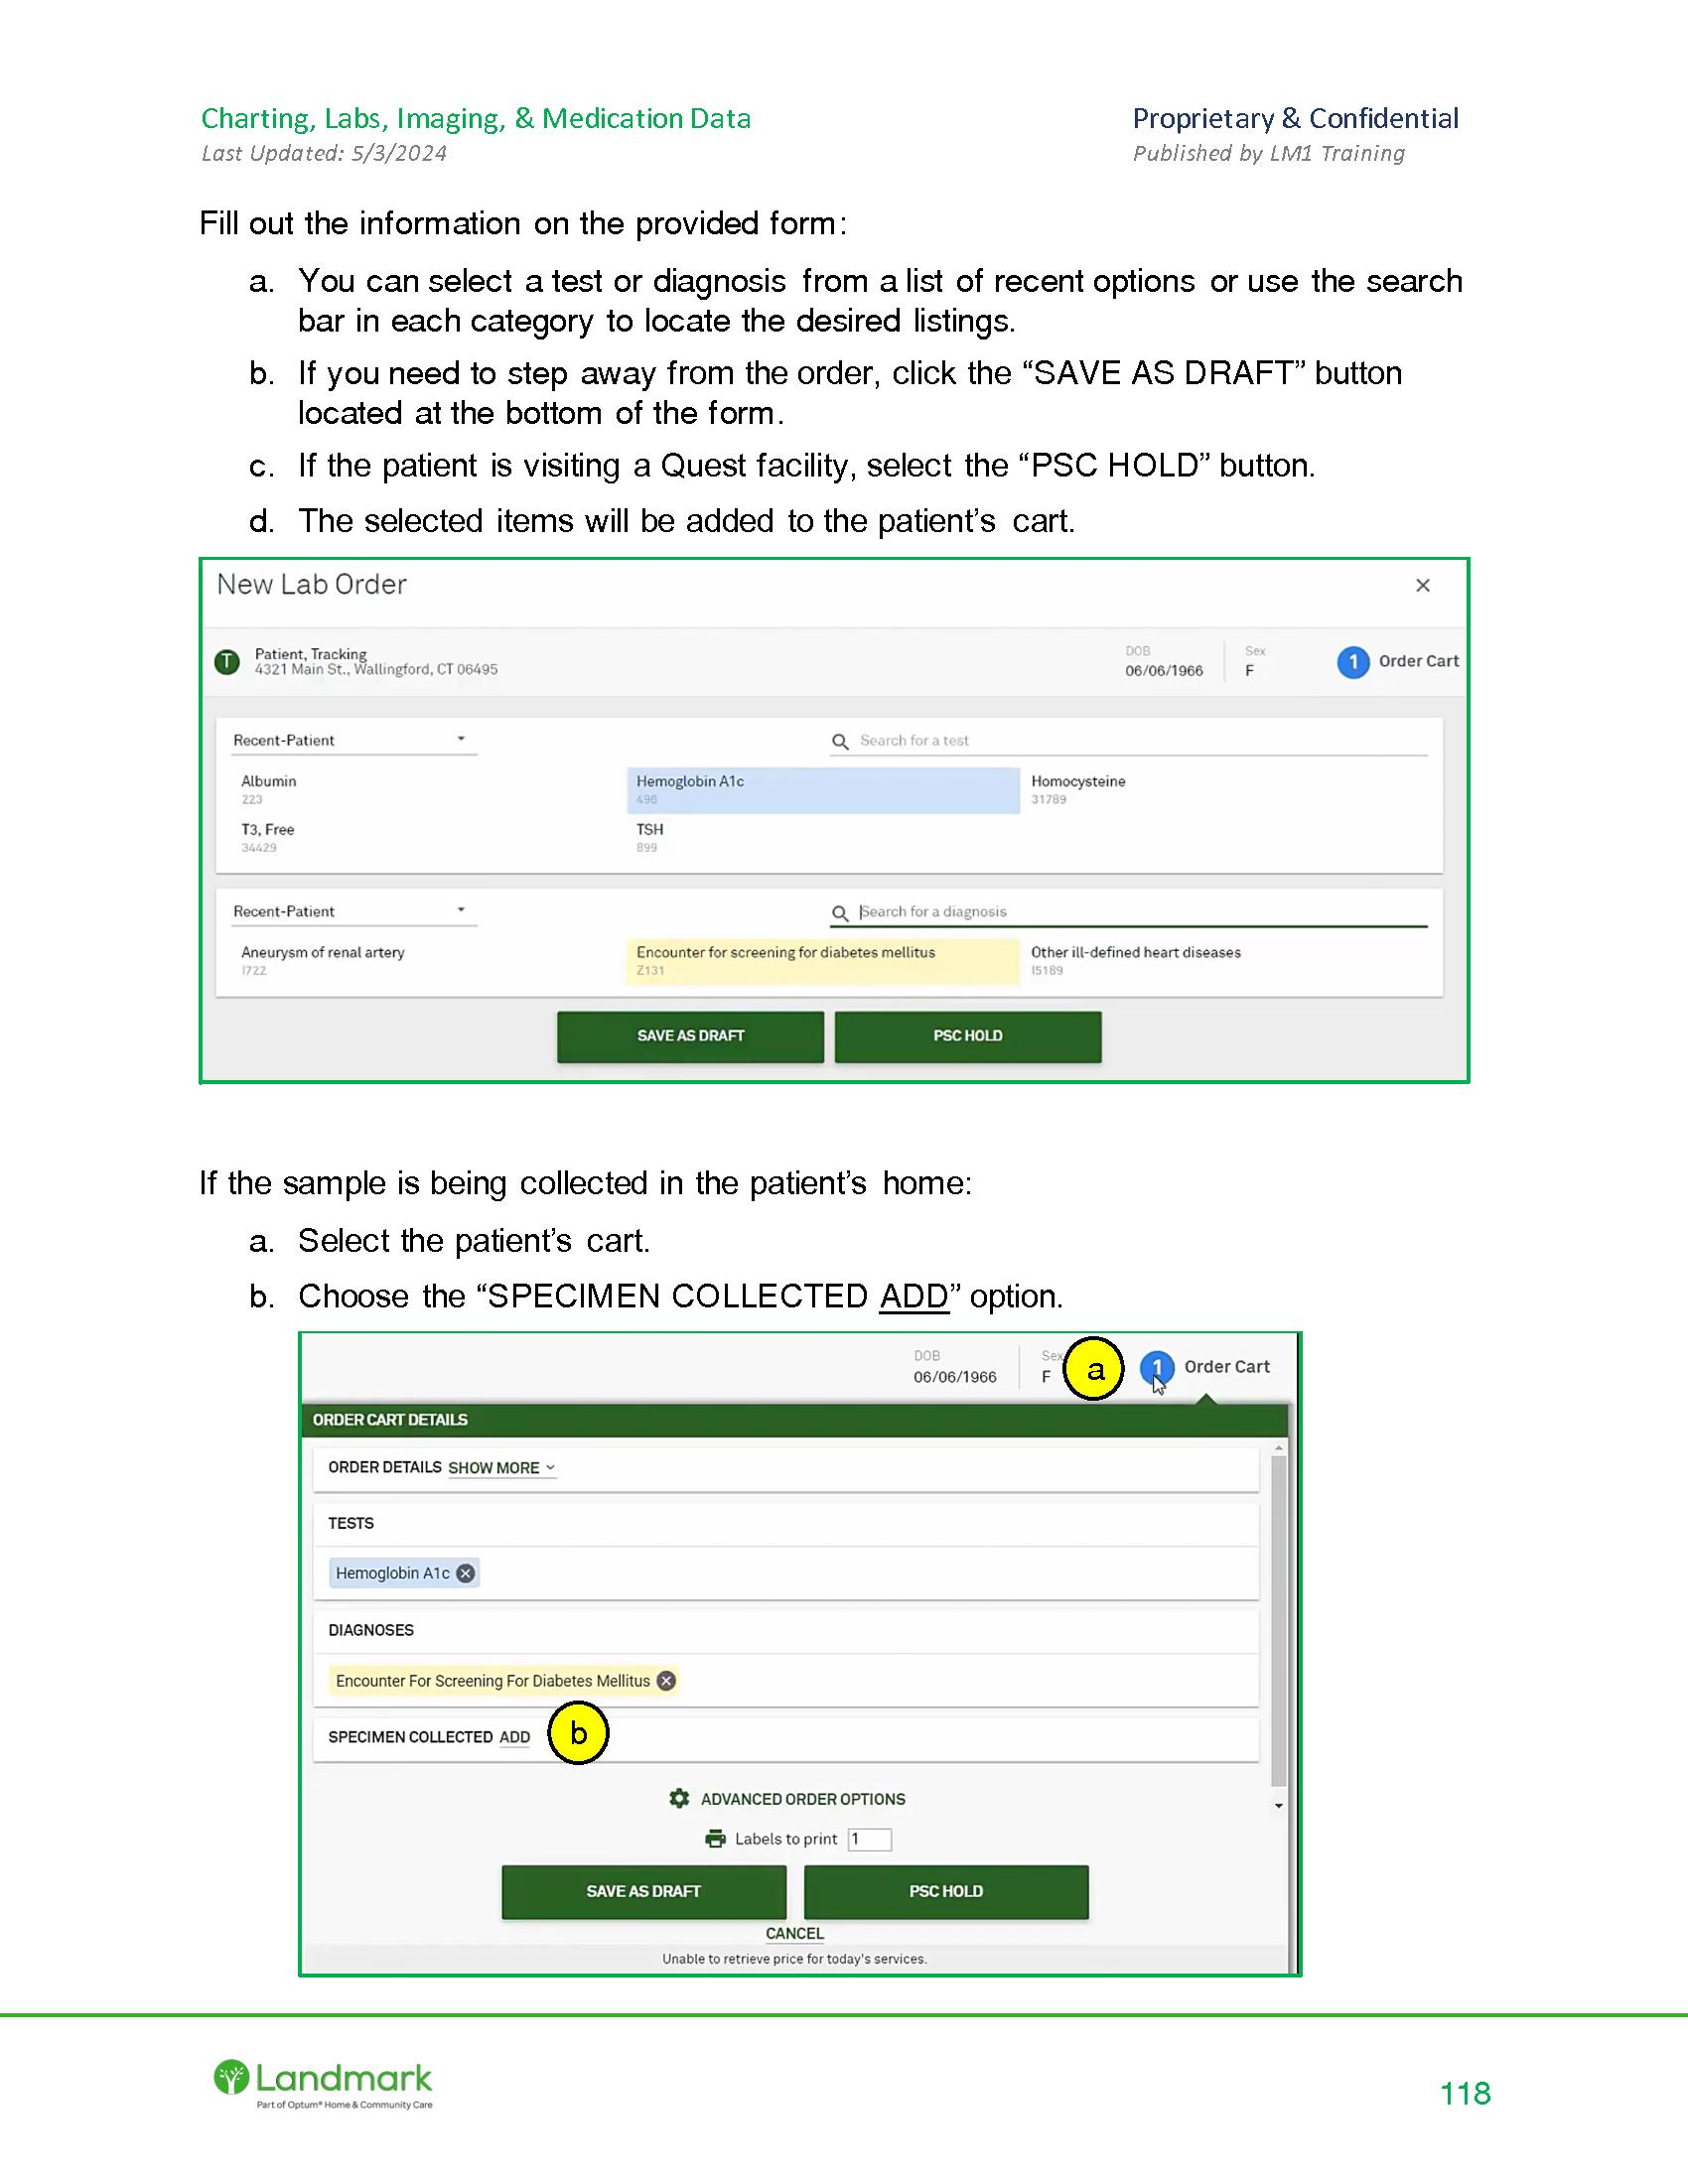 Charting, Labs, Imaging, & Medication Data
Proprietary & Confidential
Last Updated: 5/3/2024
Published by LM1 Training
Fill out the information on the provided form:
a. You can select a test or diagnosis from a list of recent options or use the search
bar in each category to locate the desired listings.
b. If you need to step away from the order, click the “SAVE AS DRAFT” button
located at the bottom of the form.
c. If the patient is visiting a Quest facility, select the “PSC HOLD” button.
d. The selected items will be added to the patient’s cart.
New Lab Order
×
T
Patient, Tracking
4321 Main St., Wallingford, CT 06495
DOB
06/06/1966
Sex
F
1 Order Cart
Recent-Patient
Search for a test
Albumin
223
Hemoglobin A1c
496
Homocysteine
31789
T3, Free
34429
TSH
899
Recent-Patient
Search for a diagnosis
Aneurysm of renal artery
I722
Encounter for screening for diabetes mellitus
Z131
Other ill-defined heart diseases
I5189
SAVE AS DRAFT
PSC HOLD
If the sample is being collected in the patient’s home:
a. Select the patient’s cart.
b. Choose the “SPECIMEN COLLECTED ADD” option.
DOB
06/06/1966
Sex
F
a
1 Order Cart
ORDER CART DETAILS
ORDER DETAILS SHOW MORE
TESTS
Hemoglobin A1c
DIAGNOSES
Encounter For Screening For Diabetes Mellitus
SPECIMEN COLLECTED ADD
b
ADVANCED ORDER OPTIONS
Labels to print 1
SAVE AS DRAFT
PSC HOLD
CANCEL
Unable to retrieve price for today's services.
Landmark
Part of Optum® Home & Community Care
118